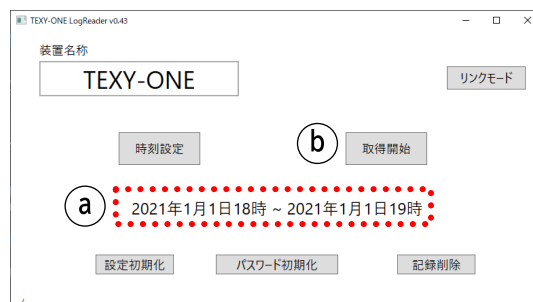 TEXY-ONE LogReader v0.43
装置名称
TEXY-ONE
リンクモード
時刻設定
b
取得開始
a
2021年1月1日18時 ~ 2021年1月1日19時
設定初期化
パスワード初期化
記録削除